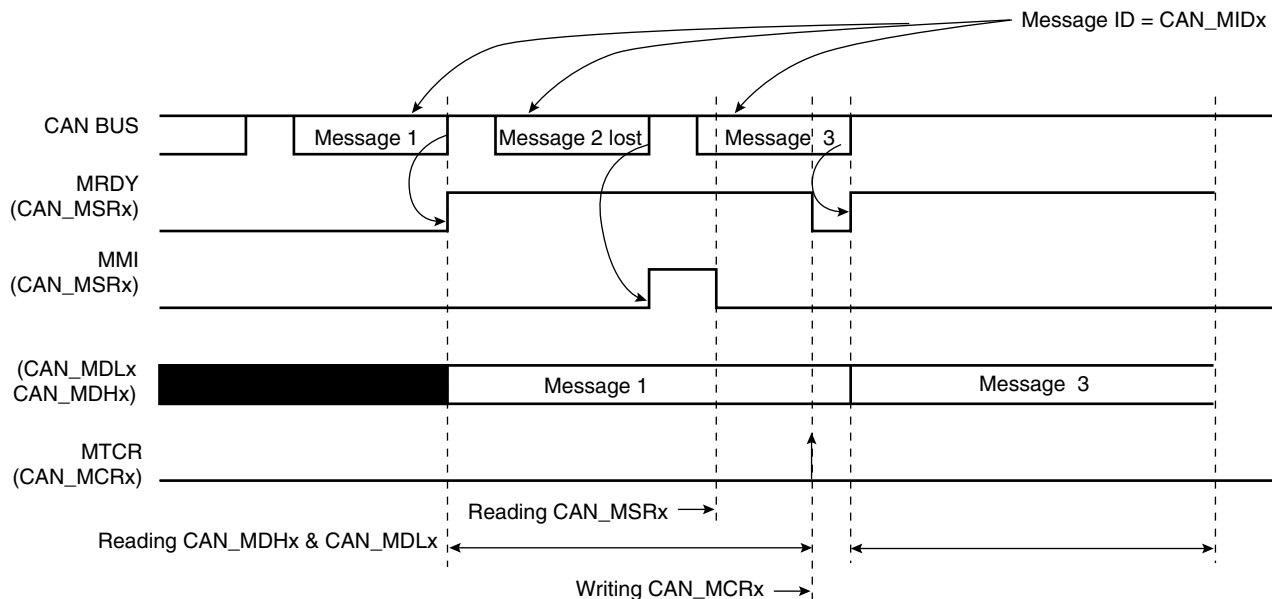 Message ID = CAN_MIDx
CAN BUS
Message 1
Message 2 lost
Message 3
MRDY
(CAN_MSRx)
MMI
(CAN_MSRx)
(CAN_MDLx
CAN_MDHx)
Message 1
Message 3
MTCR
(CAN_MCRx)
Reading CAN_MSRx
Reading CAN_MDHx & CAN_MDLx
Writing CAN_MCRx